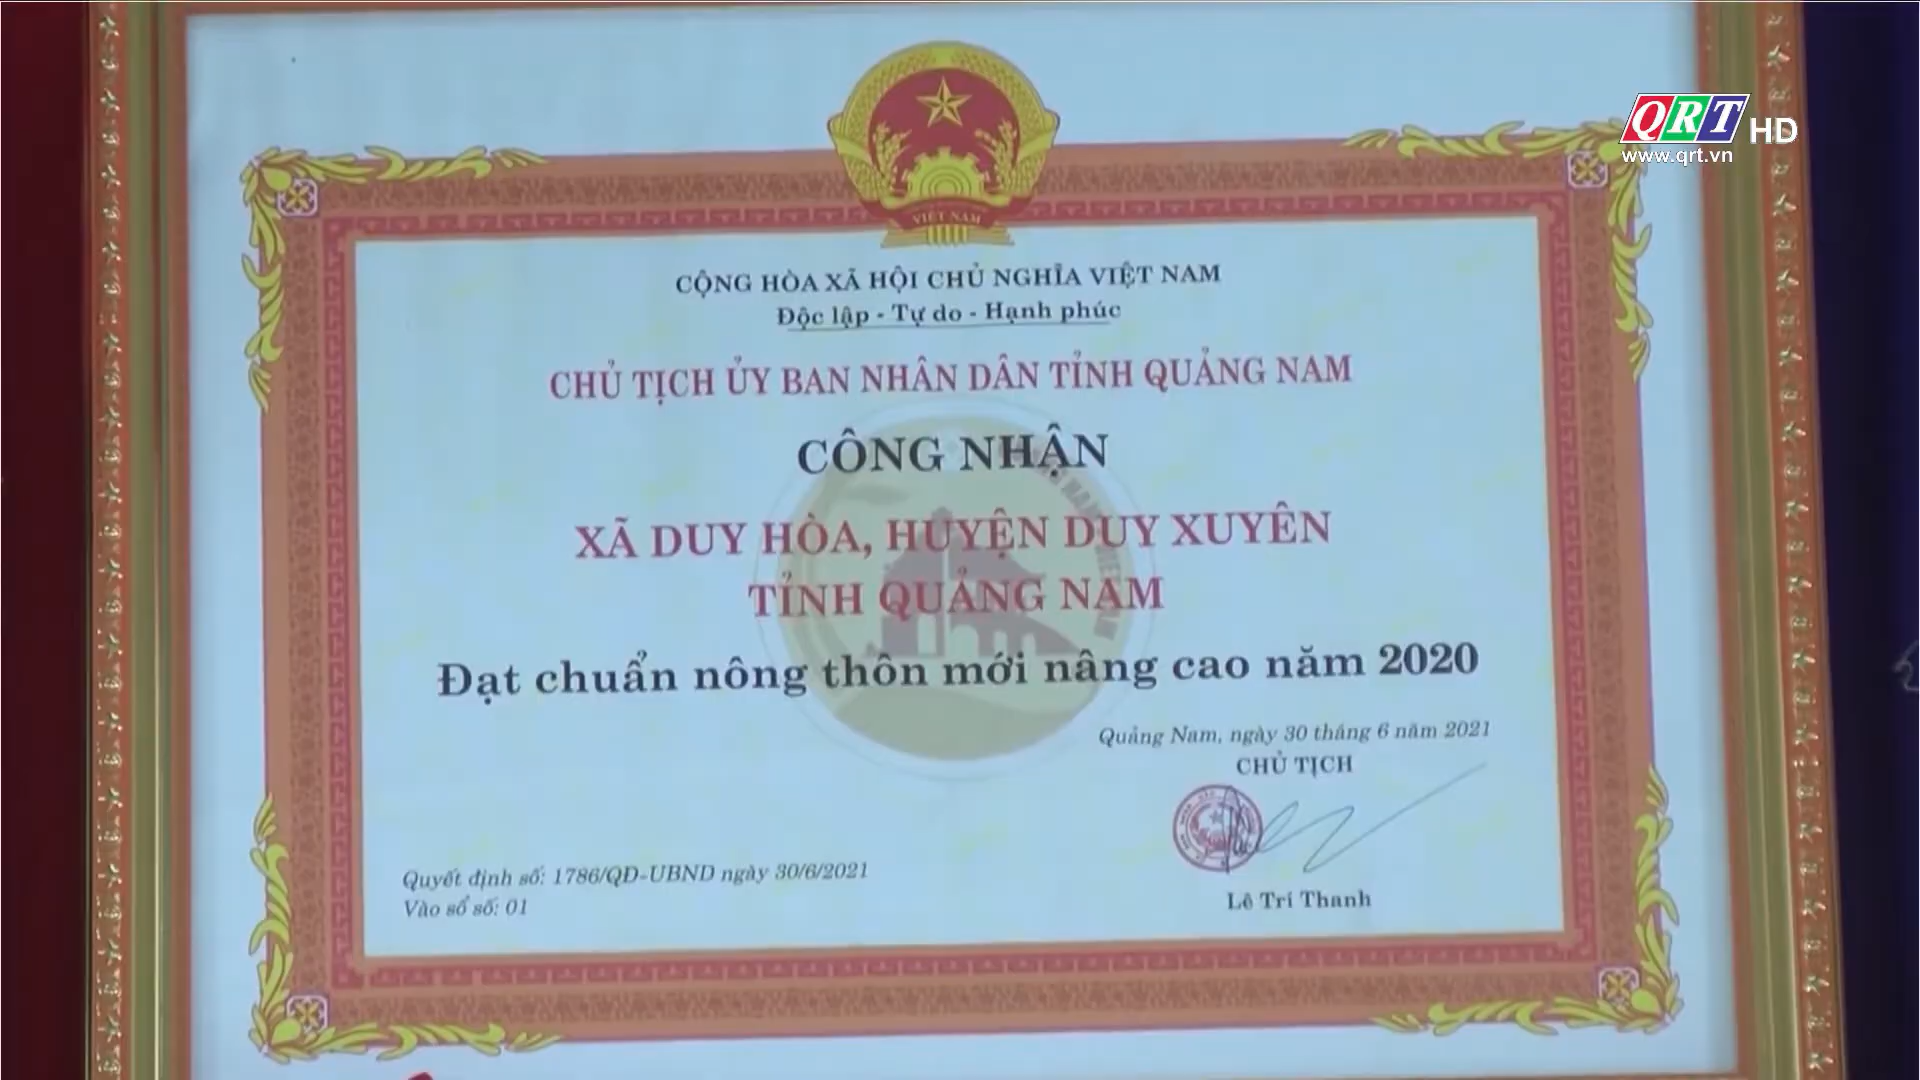 QRT HD
www.qrt.vn
VIỆT NAM
CỘNG HÒA XÃ HỘI CHỦ NGHĨA VIỆT NAM
Độc lập - Tự do - Hạnh phúc
CHỦ TỊCH ỦY BAN NHÂN DÂN TỈNH QUẢNG NAM
CÔNG NHẬN
XÃ DUY HÒA, HUYỆN DUY XUYÊN
TỈNH QUẢNG NAM
Đạt chuẩn nông thôn mới nâng cao năm 2020
Quảng Nam, ngày 30 tháng 6 năm 2021
CHỦ TỊCH
Lê Trí Thanh
Quyết định số: 1786/QĐ-UBND ngày 30/6/2021
Vào sổ số: 01